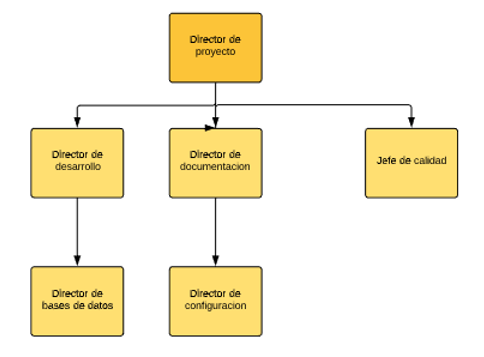 Director de
proyecto
Director de
desarrollo
Director de
documentacion
Jefe de calidad
Director de
bases de datos
Director de
configuracion